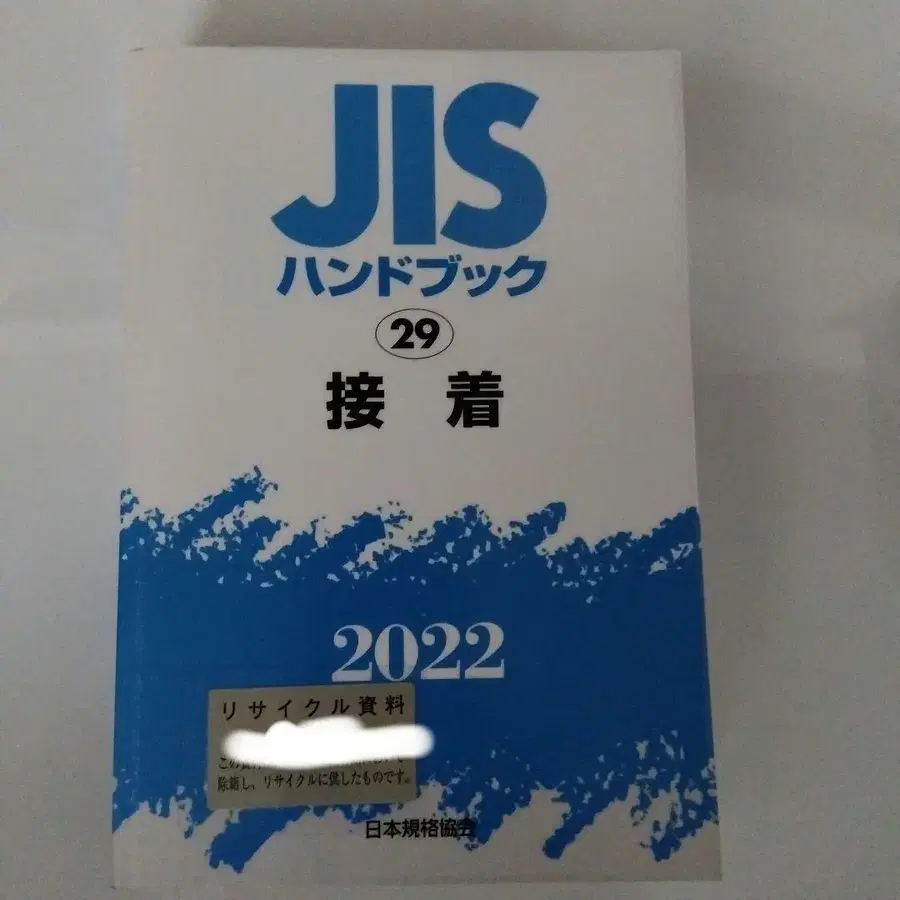 JIS
ハンドブック
29
接着
2022
リサイクル資料
除籍し、リサイクルに供したものです。
日本規格協会